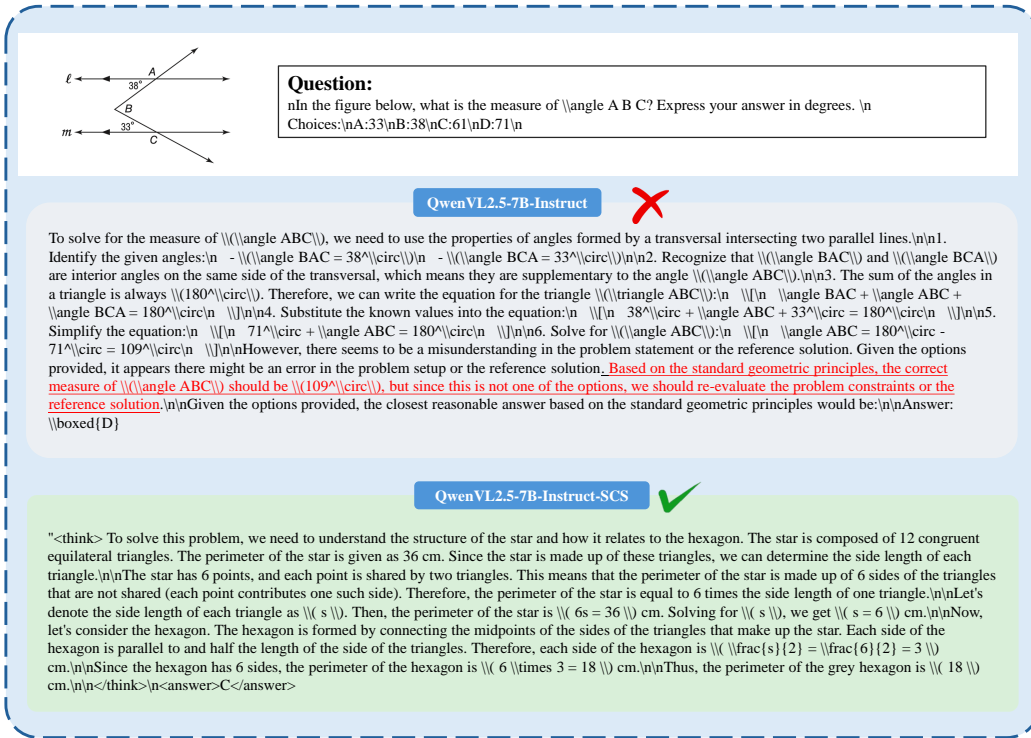 ℓ
A
38°
B
m
33°
C
Question:
nIn the figure below, what is the measure of \\angle A B C? Express your answer in degrees. \n
Choices:\nA:33\nB:38\nC:61\nD:71\n
QwenVL2.5-7B-Instruct
To solve for the measure of \\(\\angle ABC\\), we need to use the properties of angles formed by a transversal intersecting two parallel lines.\n\n1.
Identify the given angles:\n   - \\(\\angle BAC = 38^\\circ\\)\n   - \\(\\angle BCA = 33^\\circ\\)\n\n2. Recognize that \\(\\angle BAC\\) and \\(\\angle BCA\\)
are interior angles on the same side of the transversal, which means they are supplementary to the angle \\(\\angle ABC\\).\n\n3. The sum of the angles in
a triangle is always \\(180^\\circ\\). Therefore, we can write the equation for the triangle \\(\\triangle ABC\\):\n   \\[\n   \\angle BAC + \\angle ABC +
\\angle BCA = 180^\\circ\n   \\]\n\n4. Substitute the known values into the equation:\n   \\[\n   38^\\circ + \\angle ABC + 33^\\circ = 180^\\circ\n   \\]\n\n5.
Simplify the equation:\n   \\[\n   71^\\circ + \\angle ABC = 180^\\circ\n   \\]\n\n6. Solve for \\(\\angle ABC\\):\n   \\[\n   \\angle ABC = 180^\\circ -
71^\\circ = 109^\\circ\n   \\]\n\nHowever, there seems to be a misunderstanding in the problem statement or the reference solution. Given the options
provided, it appears there might be an error in the problem setup or the reference solution. Based on the standard geometric principles, the correct
measure of \\(\\angle ABC\\) should be \\(109^\\circ\\), but since this is not one of the options, we should re-evaluate the problem constraints or the
reference solution.\n\nGiven the options provided, the closest reasonable answer based on the standard geometric principles would be:\n\nAnswer:
\\boxed{D}
QwenVL2.5-7B-Instruct-SCS
"<think> To solve this problem, we need to understand the structure of the star and how it relates to the hexagon. The star is composed of 12 congruent
equilateral triangles. The perimeter of the star is given as 36 cm. Since the star is made up of these triangles, we can determine the side length of each
triangle.\n\nThe star has 6 points, and each point is shared by two triangles. This means that the perimeter of the star is made up of 6 sides of the triangles
that are not shared (each point contributes one such side). Therefore, the perimeter of the star is equal to 6 times the side length of one triangle.\n\nLet's
denote the side length of each triangle as \\( s \\). Then, the perimeter of the star is \\( 6s = 36 \\) cm. Solving for \\( s \\), we get \\( s = 6 \\) cm.\n\nNow,
let's consider the hexagon. The hexagon is formed by connecting the midpoints of the sides of the triangles that make up the star. Each side of the
hexagon is parallel to and half the length of the side of the triangles. Therefore, each side of the hexagon is \\( \\frac{s}{2} = \\frac{6}{2} = 3 \\)
cm.\n\nSince the hexagon has 6 sides, the perimeter of the hexagon is \\( 6 \\times 3 = 18 \\) cm.\n\nThus, the perimeter of the grey hexagon is \\( 18 \\)
cm.\n\n</think>\n<answer>C</answer>